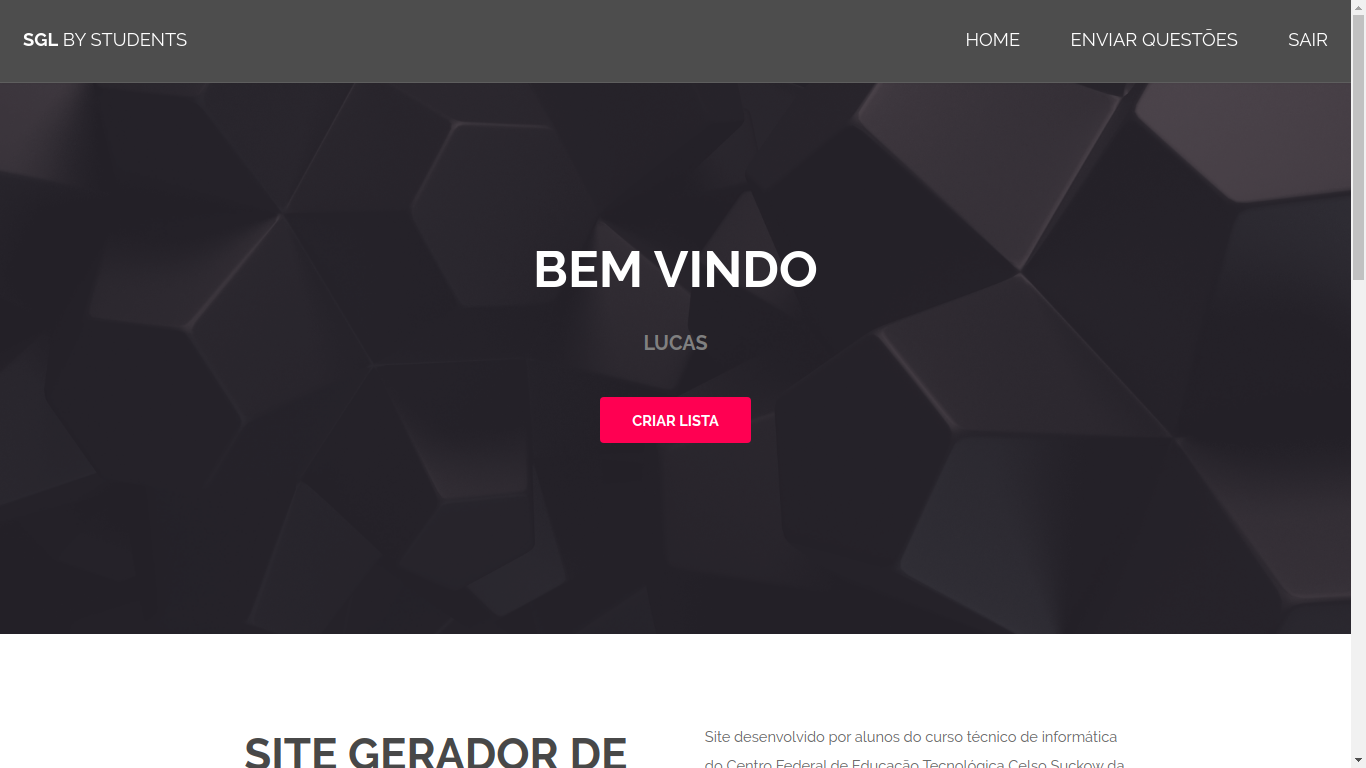 SGL BY STUDENTS
HOME
ENVIAR QUESTÕES
SAIR
BEM VINDO
LUCAS
CRIAR LISTA
SITE GERADOR DE
Site desenvolvido por alunos do curso técnico de informática
do Centro Federal de Educação Tecnológica Celso Suckow da